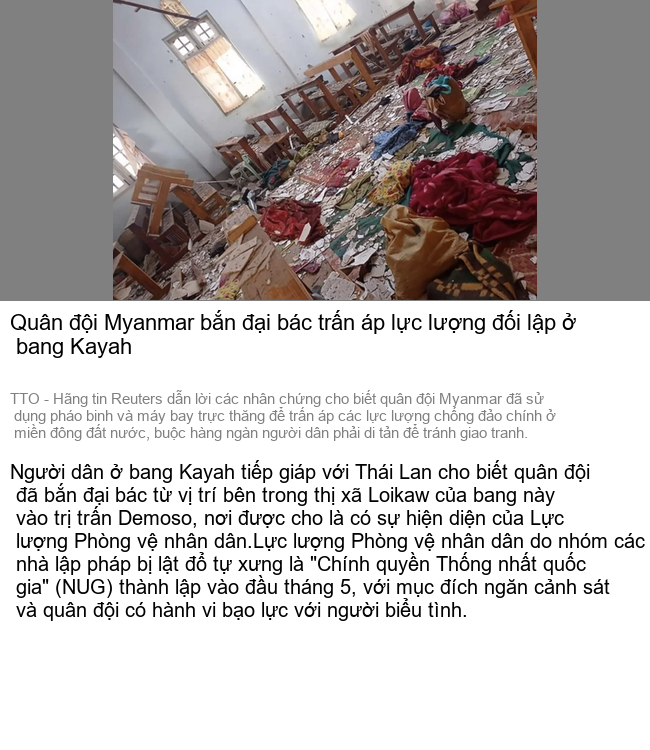 Quân đội Myanmar bắn đại bác trấn áp lực lượng đối lập ở
bang Kayah
TTO - Hãng tin Reuters dẫn lời các nhân chứng cho biết quân đội Myanmar đã sử
dụng pháo binh và máy bay trực thăng để trấn áp các lực lượng chống đảo chính ở
miền đông đất nước, buộc hàng ngàn người dân phải di tản để tránh giao tranh.
Người dân ở bang Kayah tiếp giáp với Thái Lan cho biết quân đội
đã bắn đại bác từ vị trí bên trong thị xã Loikaw của bang này
vào trị trấn Demoso, nơi được cho là có sự hiện diện của Lực
lượng Phòng vệ nhân dân.Lực lượng Phòng vệ nhân dân do nhóm các
nhà lập pháp bị lật đổ tự xưng là "Chính quyền Thống nhất quốc
gia" (NUG) thành lập vào đầu tháng 5, với mục đích ngăn cảnh sát
và quân đội có hành vi bạo lực với người biểu tình.